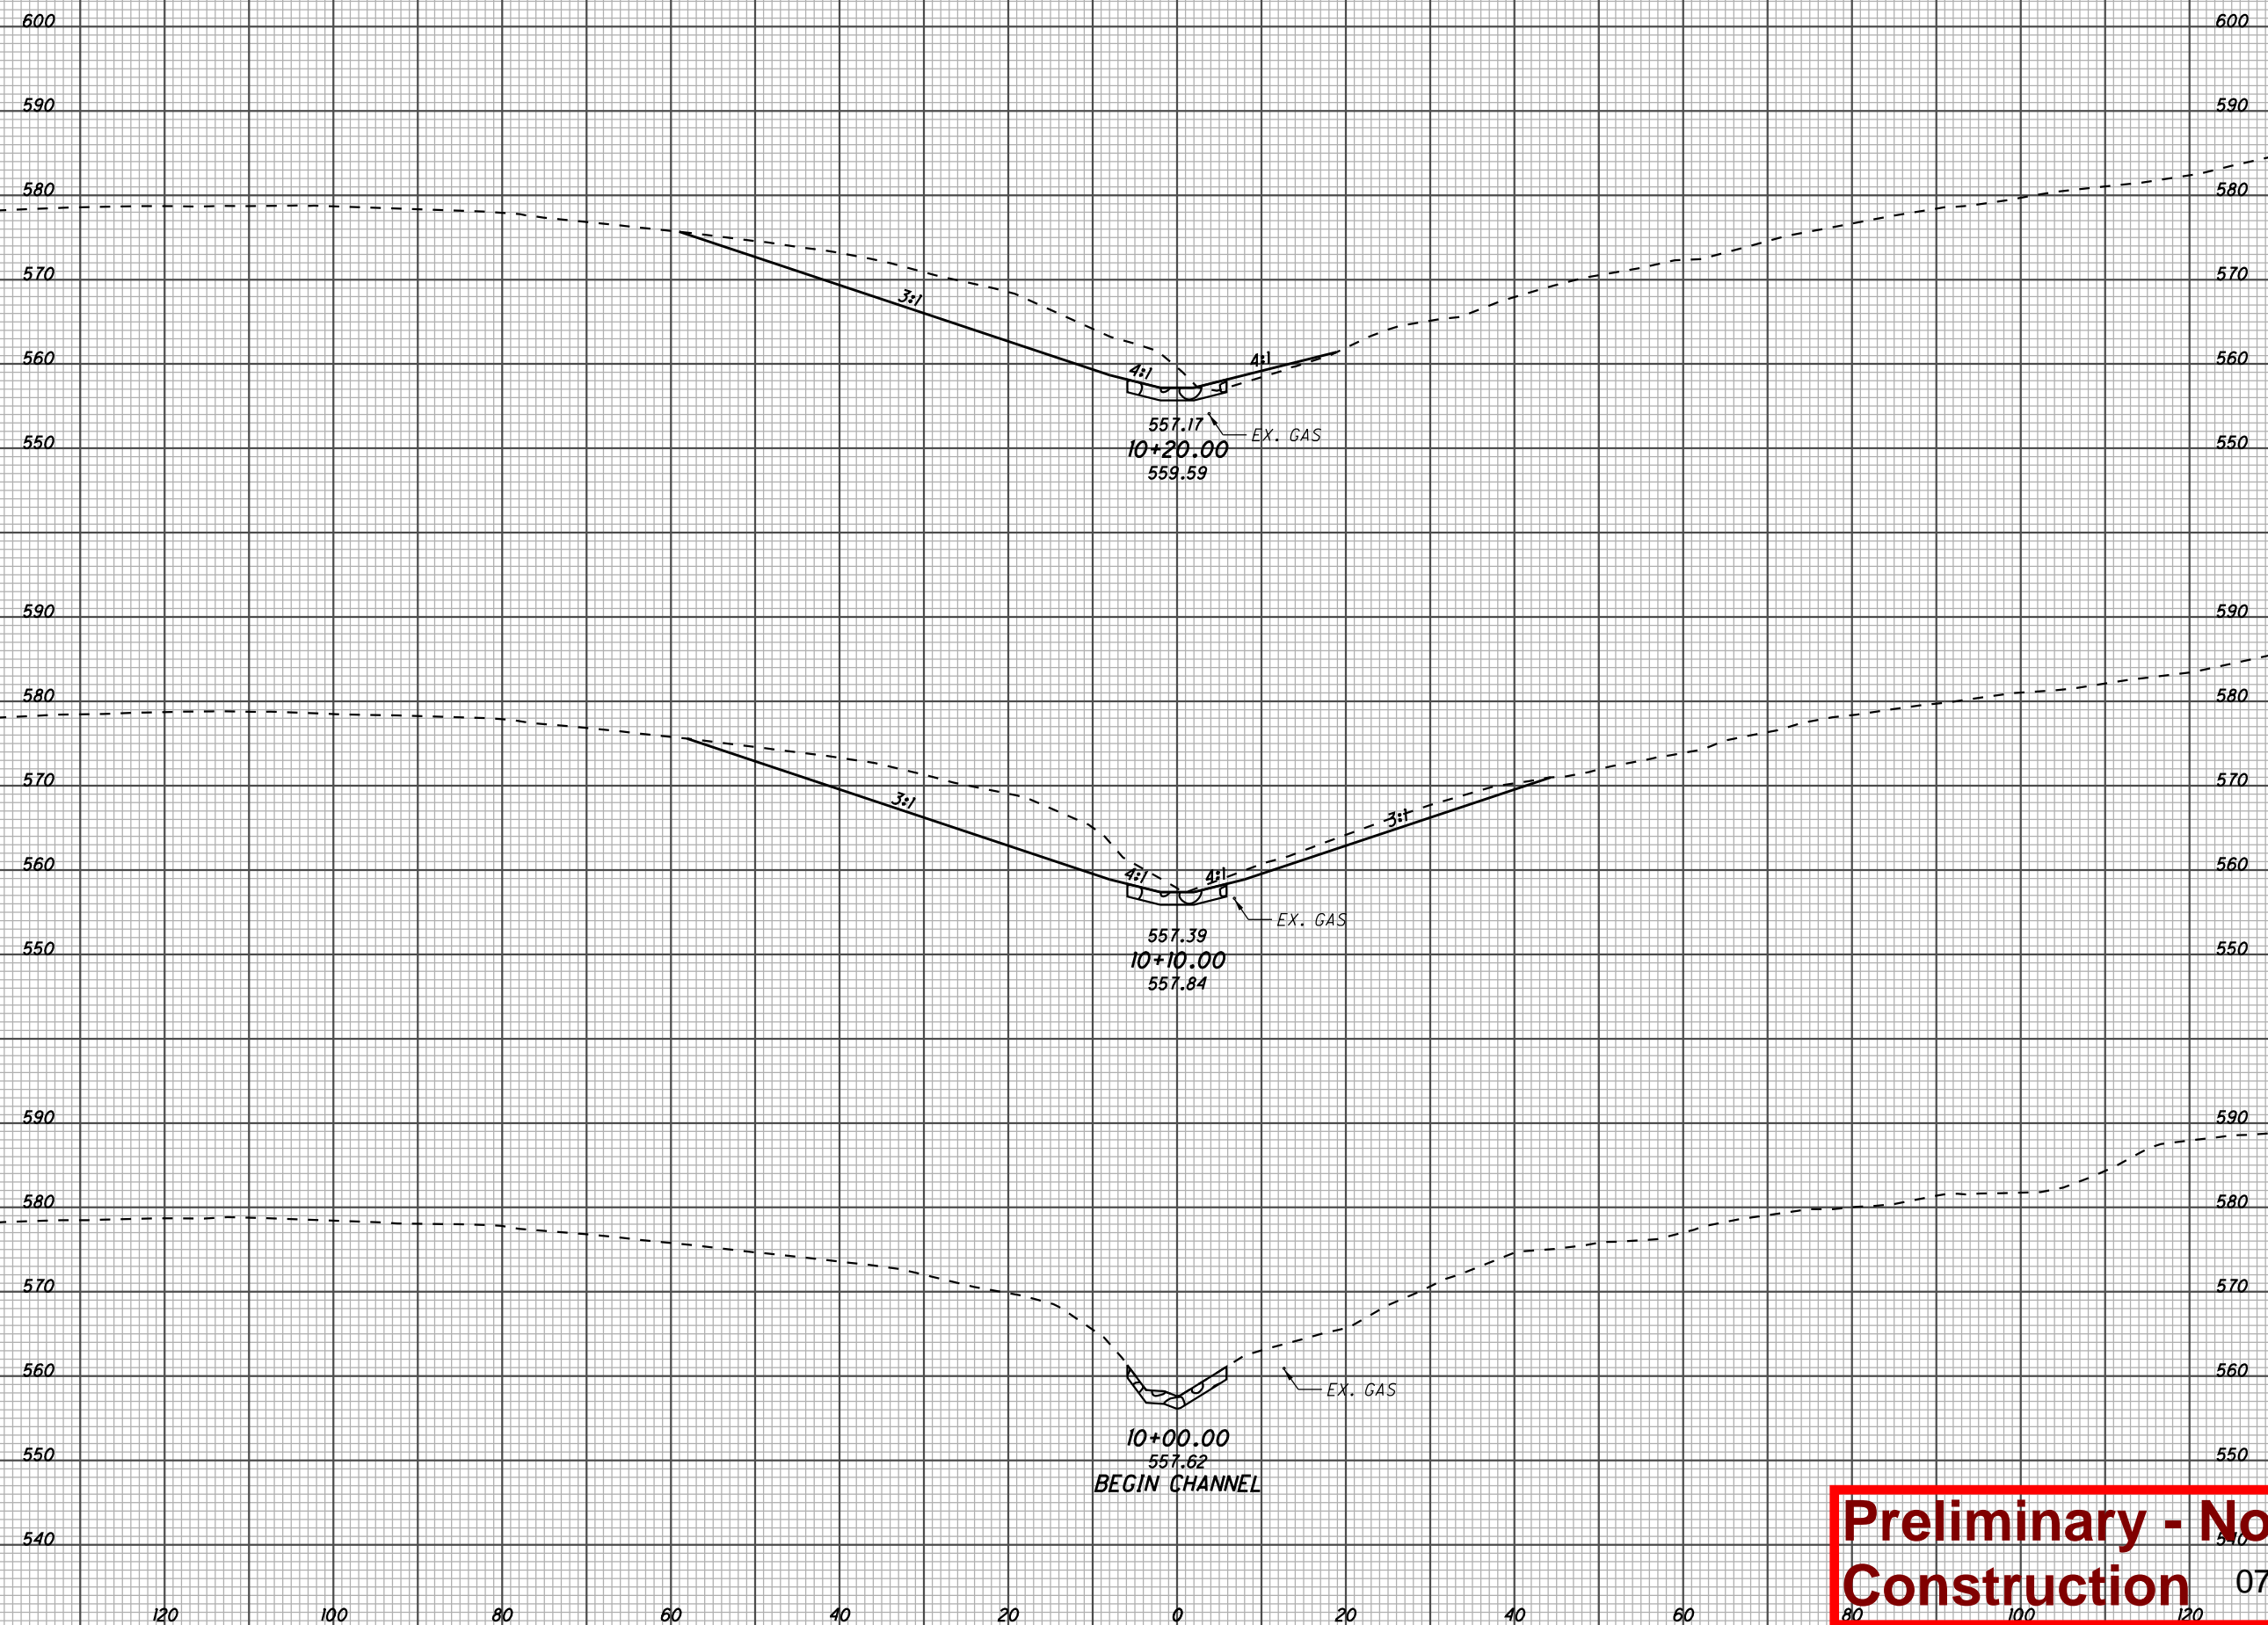 600 600
590 590
580 580
570 570
3:1
560 4:1 4:1 560
557.17
EX. GAS
550 10+20.00 550
559.59
590 590
580 580
570 570
3:1 3:1
560 4:1 4:1 560
EX. GAS
557.39
550 10+10.00 550
557.84
590 590
580 580
570 570
560 560
EX. GAS
10+00.00
550 557.62 550
BEGIN CHANNEL
Preliminary - No
540 540
Construction 07
120 100 80 60 40 20 0 20 40 60 80 100 120